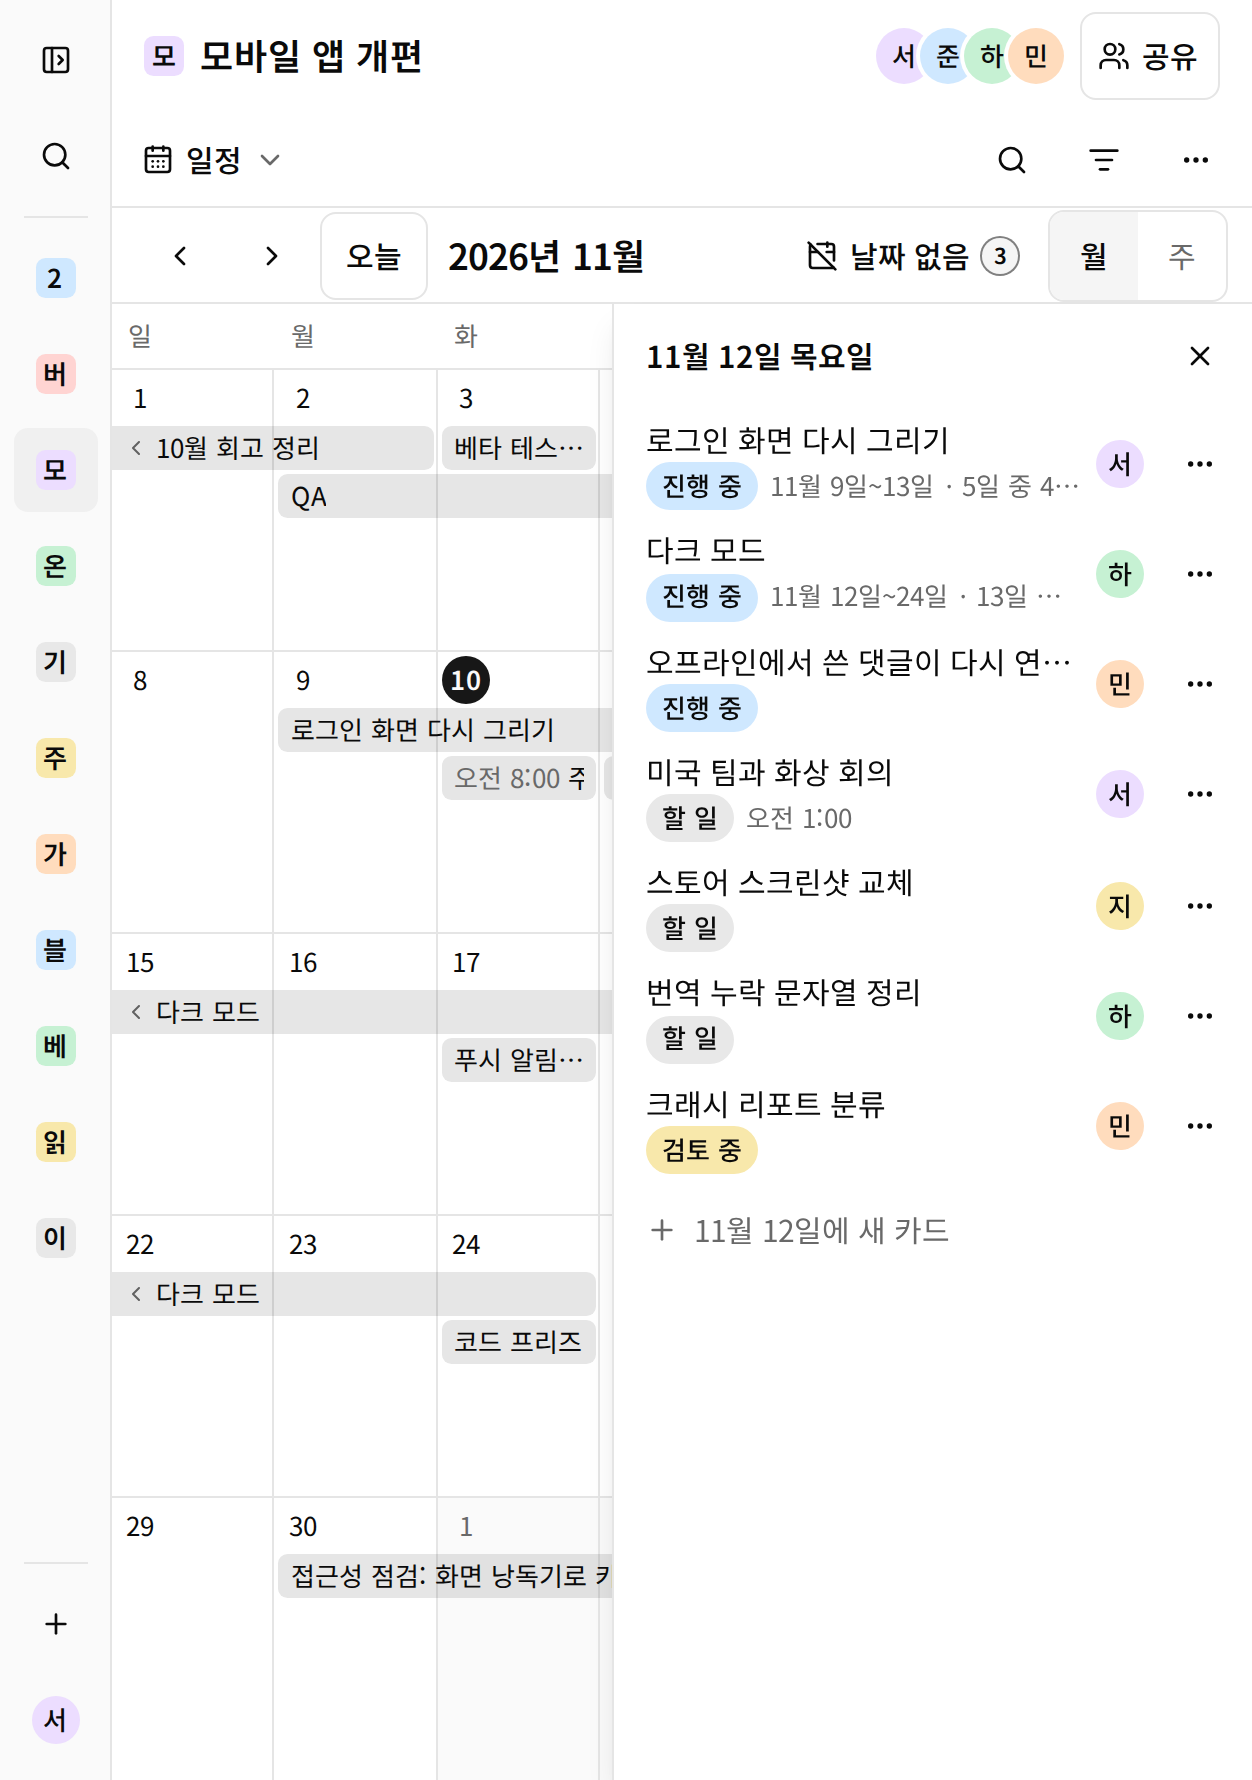 모 모바일 앱 개편
서 준 하 민
공유
일정
오늘
2026년 11월
날짜 없음 3
월 주
2
버
모
온
기
주
가
블
베
읽
이
서
일 월 화
1 2 3
10월 회고 정리
베타 테스…
QA
8 9 10
로그인 화면 다시 그리기
오전 8:00 주
15 16 17
다크 모드
푸시 알림…
22 23 24
다크 모드
코드 프리즈
29 30 1
접근성 점검: 화면 낭독기로
11월 12일 목요일
로그인 화면 다시 그리기
진행 중 11월 9일~13일 · 5일 중 4…
서
다크 모드
진행 중 11월 12일~24일 · 13일 …
하
오프라인에서 쓴 댓글이 다시 연…
진행 중
민
미국 팀과 화상 회의
할 일 오전 1:00
서
스토어 스크린샷 교체
할 일
지
번역 누락 문자열 정리
할 일
하
크래시 리포트 분류
검토 중
민
11월 12일에 새 카드